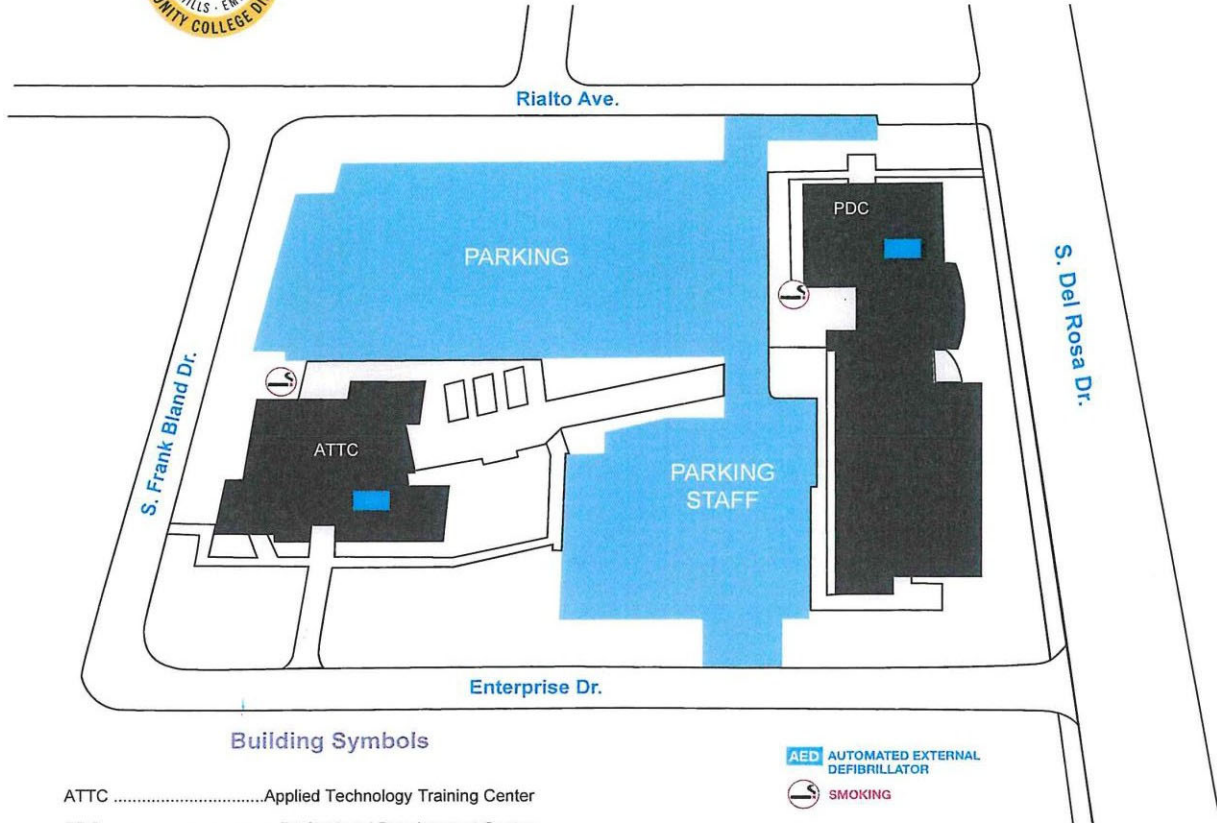 COLLEGE
Rialto Ave.
PDC
PARKING
S. Del Rosa Dr.
S. Frank Bland Dr.
ATTC
PARKING
STAFF
Enterprise Dr.
Building Symbols
AED AUTOMATED EXTERNAL
DEFIBRILLATOR
SMOKING
ATTC ..............................Applied Technology Training Center